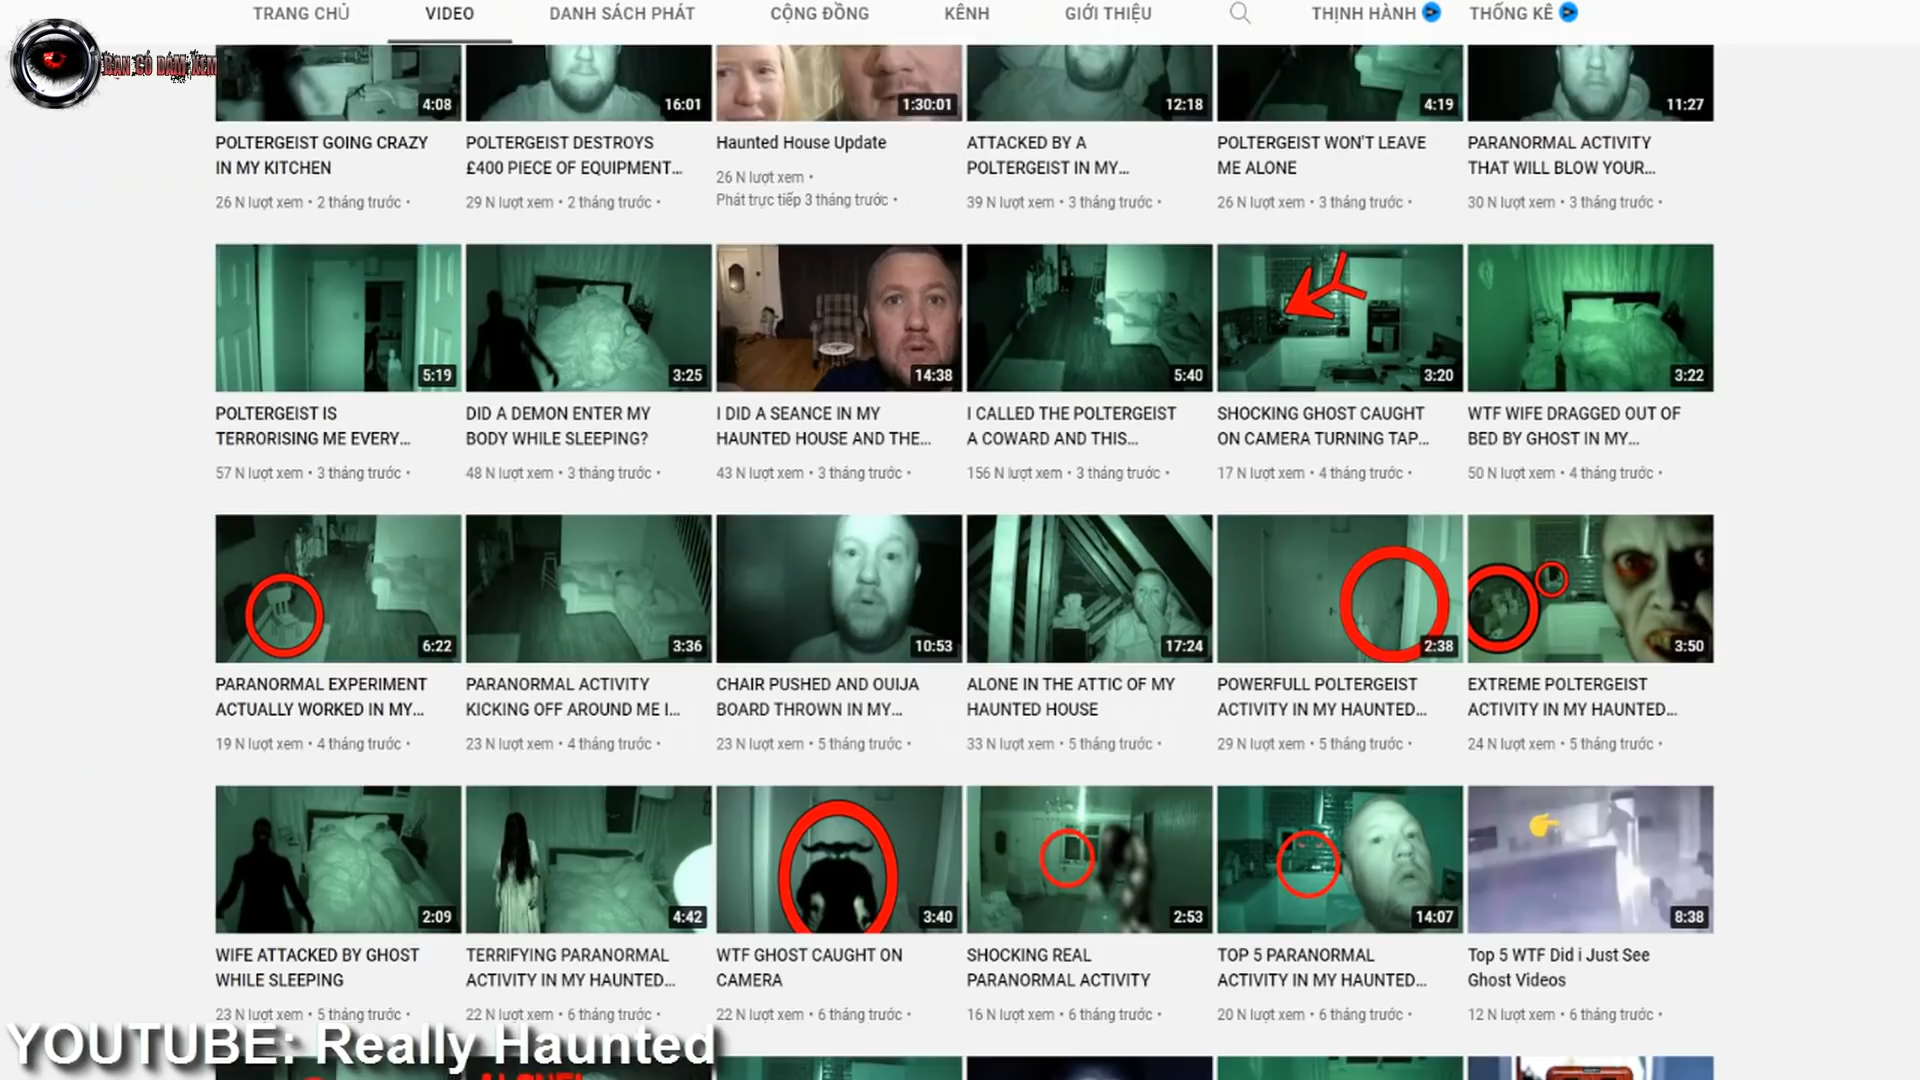 TRANG CHỦ VIDEO DANH SÁCH PHÁT CỘNG ĐỒNG KÊNH GIỚI THIỆU THỊNH HÀNH THỐNG KÊ
BẠN CÓ DÁM XEM
4:08 16:01 1:30:01 12:18 4:19 11:27
POLTERGEIST GOING CRAZY
IN MY KITCHEN
26 N lượt xem • 2 tháng trước •
POLTERGEIST DESTROYS
£400 PIECE OF EQUIPMENT...
29 N lượt xem • 2 tháng trước •
Haunted House Update
26 N lượt xem •
Phát trực tiếp 3 tháng trước •
ATTACKED BY A
POLTERGEIST IN MY...
39 N lượt xem • 3 tháng trước •
POLTERGEIST WON'T LEAVE
ME ALONE
26 N lượt xem • 3 tháng trước •
PARANORMAL ACTIVITY
THAT WILL BLOW YOUR...
30 N lượt xem • 3 tháng trước •
5:19 3:25 14:38 5:40 3:20 3:22
POLTERGEIST IS
TERRORISING ME EVERY...
57 N lượt xem • 3 tháng trước •
DID A DEMON ENTER MY
BODY WHILE SLEEPING?
48 N lượt xem • 3 tháng trước •
I DID A SEANCE IN MY
HAUNTED HOUSE AND THE...
43 N lượt xem • 3 tháng trước •
I CALLED THE POLTERGEIST
A COWARD AND THIS...
156 N lượt xem • 3 tháng trước •
SHOCKING GHOST CAUGHT
ON CAMERA TURNING TAP...
17 N lượt xem • 4 tháng trước •
WTF WIFE DRAGGED OUT OF
BED BY GHOST IN MY...
50 N lượt xem • 4 tháng trước •
6:22 3:36 10:53 17:24 2:38 3:50
PARANORMAL EXPERIMENT
ACTUALLY WORKED IN MY...
19 N lượt xem • 4 tháng trước •
PARANORMAL ACTIVITY
KICKING OFF AROUND ME I...
23 N lượt xem • 4 tháng trước •
CHAIR PUSHED AND OUIJA
BOARD THROWN IN MY...
23 N lượt xem • 5 tháng trước •
ALONE IN THE ATTIC OF MY
HAUNTED HOUSE
33 N lượt xem • 5 tháng trước •
POWERFULL POLTERGEIST
ACTIVITY IN MY HAUNTED...
29 N lượt xem • 5 tháng trước •
EXTREME POLTERGEIST
ACTIVITY IN MY HAUNTED...
24 N lượt xem • 5 tháng trước •
2:09 4:42 3:40 2:53 14:07 8:38
WIFE ATTACKED BY GHOST
WHILE SLEEPING
23 N lượt xem • 5 tháng trước •
TERRIFYING PARANORMAL
ACTIVITY IN MY HAUNTED...
22 N lượt xem • 6 tháng trước •
WTF GHOST CAUGHT ON
CAMERA
22 N lượt xem • 6 tháng trước •
SHOCKING REAL
PARANORMAL ACTIVITY
16 N lượt xem • 6 tháng trước •
TOP 5 PARANORMAL
ACTIVITY IN MY HAUNTED...
20 N lượt xem • 6 tháng trước •
Top 5 WTF Did i Just See
Ghost Videos
12 N lượt xem • 6 tháng trước •
YOUTUBE: Really Haunted